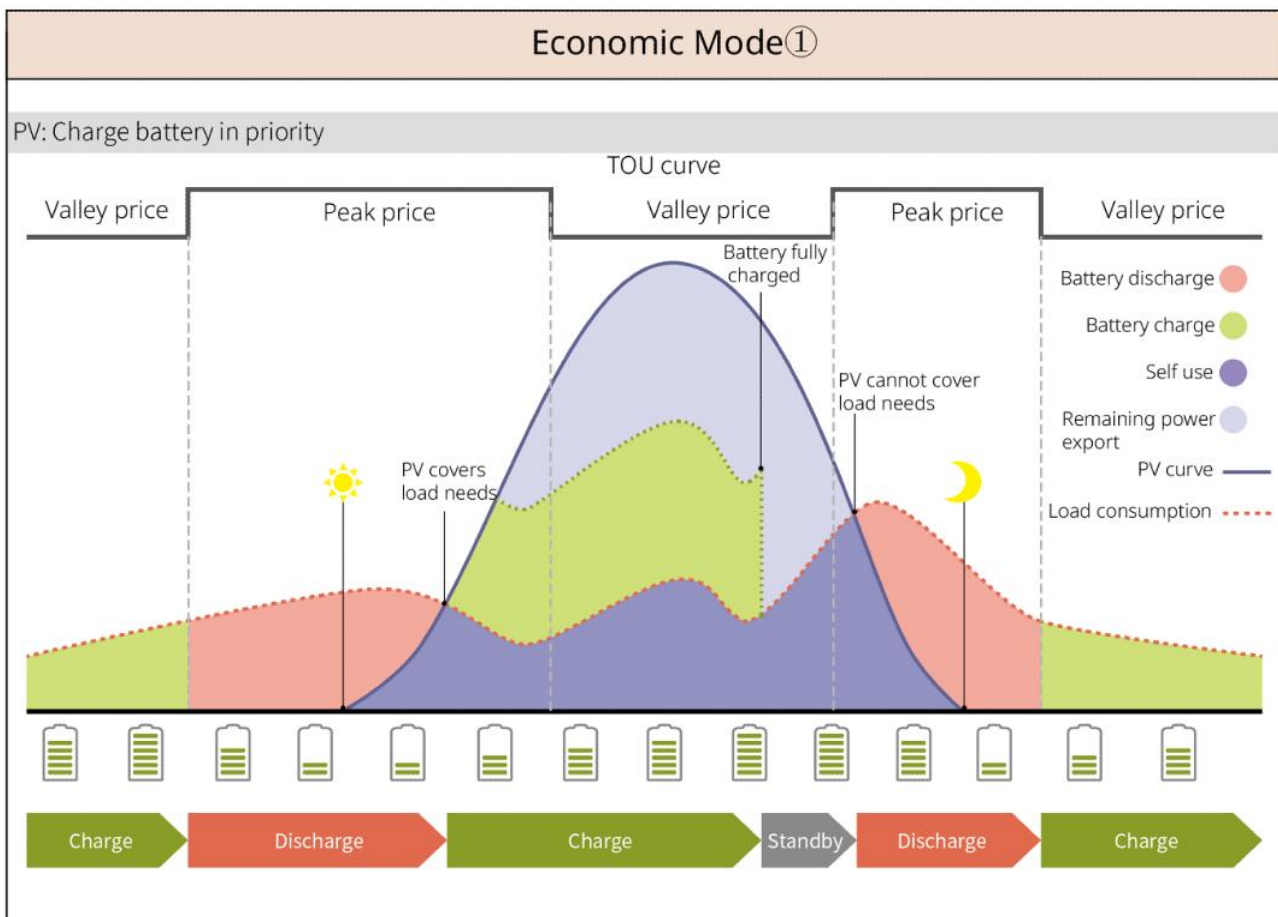 Economic Mode①
PV: Charge battery in priority
TOU curve
Valley price
Peak price
Valley price
Peak price
Valley price
Battery fully
charged
Battery discharge
Battery charge
Self use
Remaining power
export
PV curve
Load consumption
PV cannot cover
load needs
PV covers
load needs
Charge
Discharge
Charge
Standby
Discharge
Charge